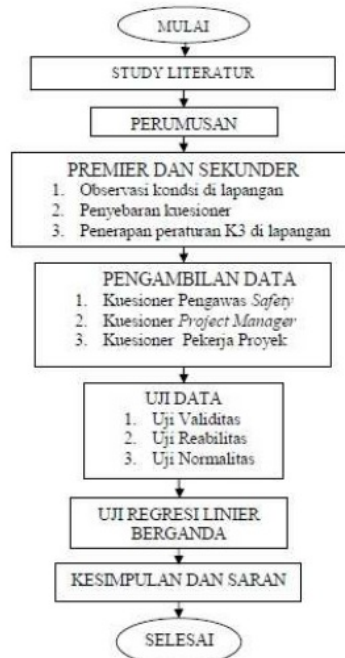 MULAI
STUDY LITERATUR
PERUMUSAN
PREMIER DAN SEKUNDER
1. Observasi kondsi di lapangan
2. Penyebaran kuesioner
3. Penerapan peraturan K3 di lapangan
PENGAMBILAN DATA
1. Kuesioner Pengawas Safety
2. Kuesioner Project Manager
3. Kuesioner Pekerja Proyek
UJI DATA
1. Uji Validitas
2. Uji Reabilitas
3. Uji Normalitas
UJI REGRESI LINIER
BERGANDA
KESIMPULAN DAN SARAN
SELESAI